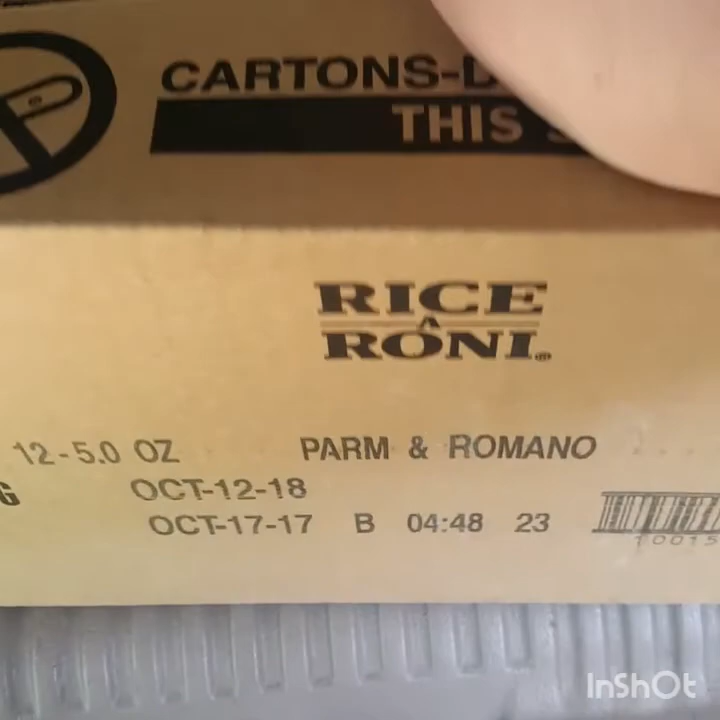 CARTONS-D
THIS S
RICE
A
RONI®
12-5.0 OZ PARM & ROMANO
G OCT-12-18
OCT-17-17 B 04:48 23
10015
InShOt